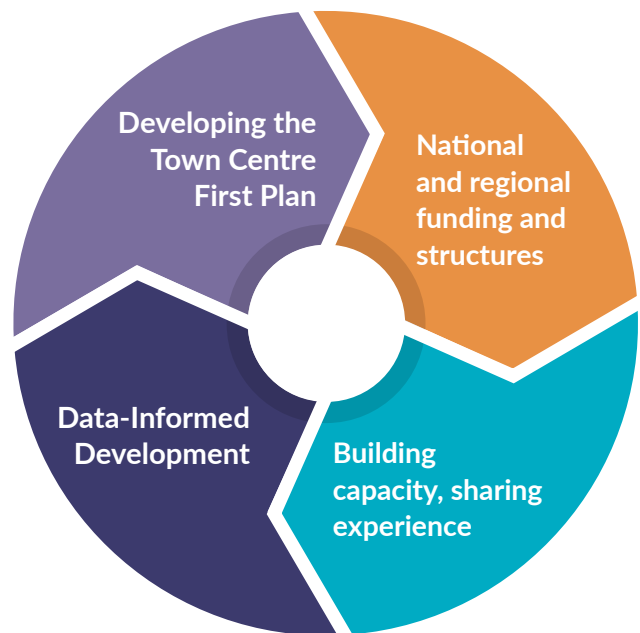 Developing the
Town Centre
First Plan
National
and regional
funding and
structures
Building
capacity, sharing
experience
Data-Informed
Development